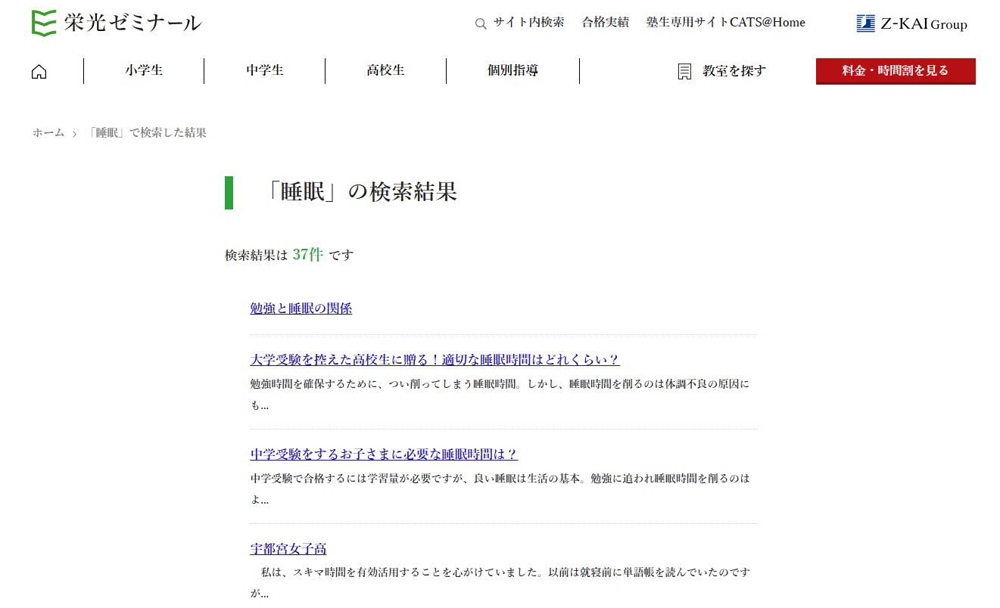 栄光ゼミナール
サイト内検索 合格実績 塾生専用サイトCATS@Home Z-KAI Group
小学生 中学生 高校生 個別指導 教室を探す 料金・時間割を見る
ホーム > 「睡眠」で検索した結果
「睡眠」の検索結果
検索結果は 37件 です
勉強と睡眠の関係
大学受験を控えた高校生に贈る！適切な睡眠時間はどれくらい？
勉強時間を確保するために、つい削ってしまう睡眠時間。しかし、睡眠時間を削るのは体調不良の原因に
も...
中学受験をするお子さまに必要な睡眠時間は？
中学受験で合格するには学習量が必要ですが、良い睡眠は生活の基本。勉強に追われ睡眠時間を削るのは
よ...
宇都宮女子高
　私は、スキマ時間を有効活用することを心がけていました。以前は就寝前に単語帳を読んでいたのです
が...